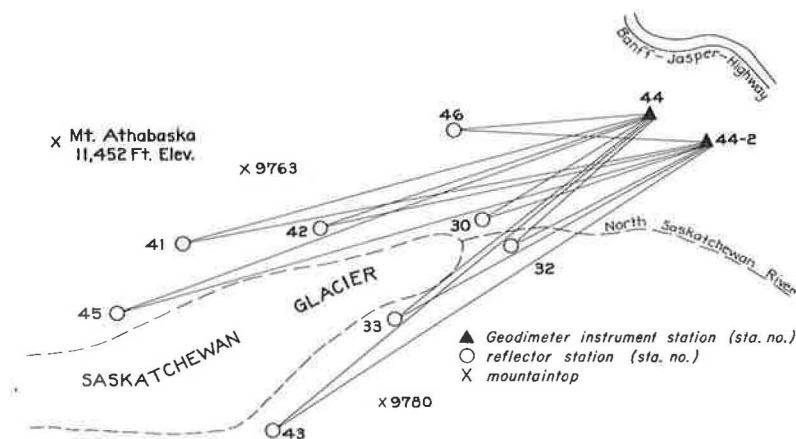 Banff-Jasper-Highway
44
46
44-2
x Mt. Athabaska
11,452 Ft. Elev.
x 9763
30
42
41
North Saskatchewan River
32
GLACIER
45
33
SASKATCHEWAN
▲ Geodimeter instrument station (sta. no.)
○ reflector station (sta. no.)
X mountaintop
x 9780
43